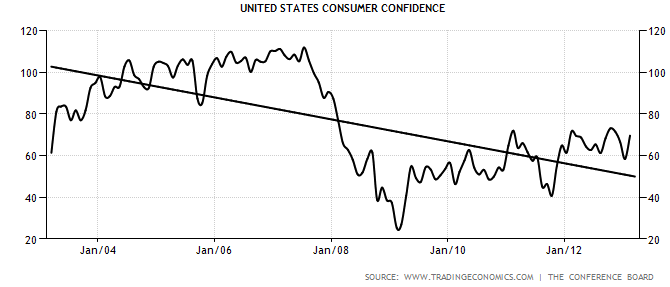 UNITED STATES CONSUMER CONFIDENCE
120 120
100 100
80 80
60 60
40 40
20 20
Jan/04 Jan/06 Jan/08 Jan/10 Jan/12
SOURCE: WWW.TRADINGECONOMICS.COM | THE CONFERENCE BOARD